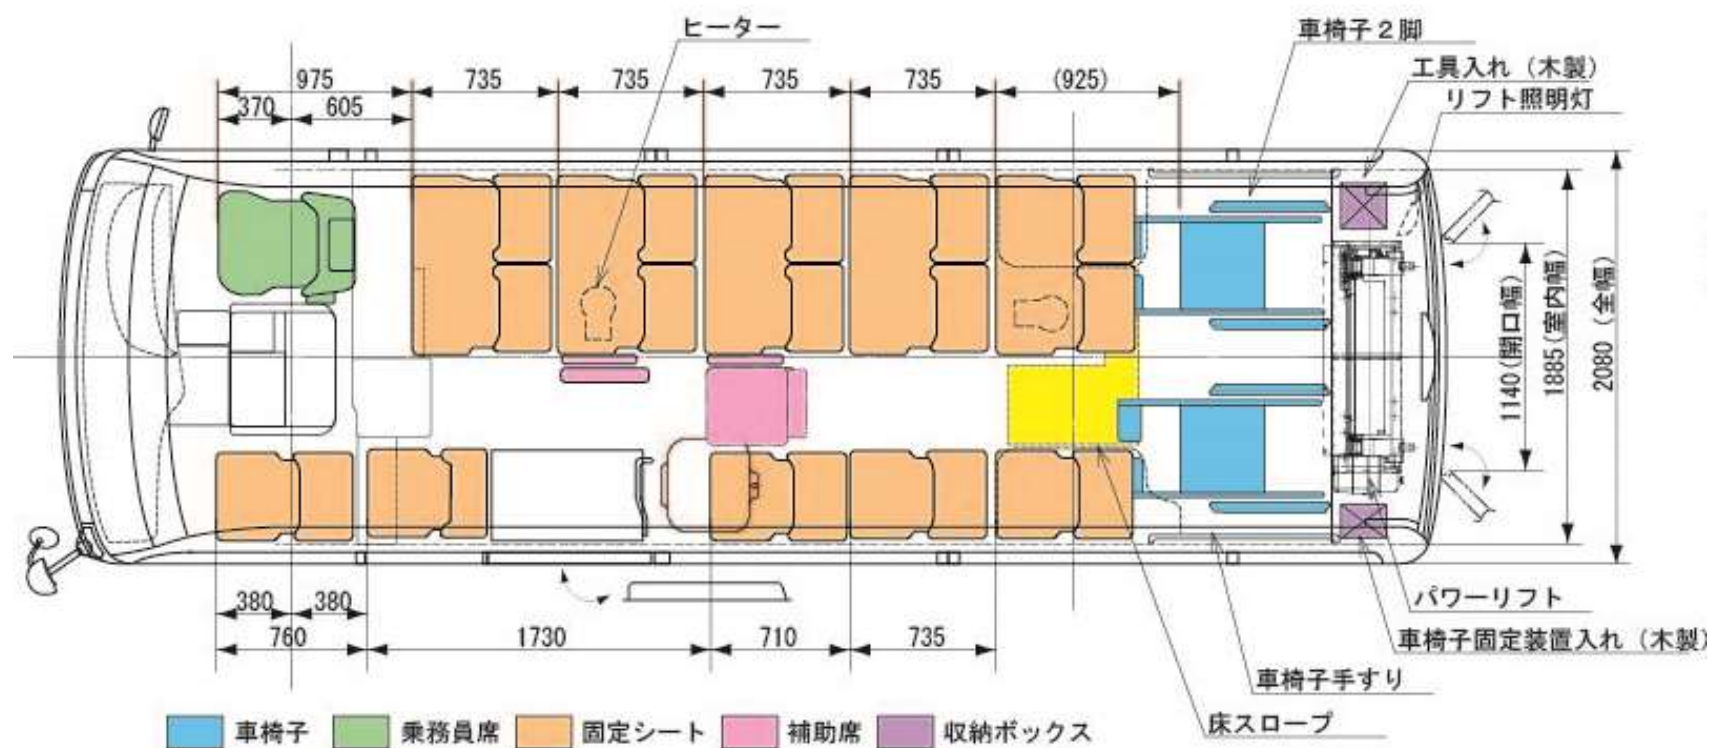 ヒーター
車椅子２脚
工具入れ（木製）
リフト照明灯
975
735
735
735
735
(925)
370
605
1140(開口幅)
1885(室内幅)
2080（全幅）
380
380
760
1730
710
735
パワーリフト
車椅子固定装置入れ（木製）
車椅子手すり
床スロープ
車椅子
乗務員席
固定シート
補助席
収納ボックス